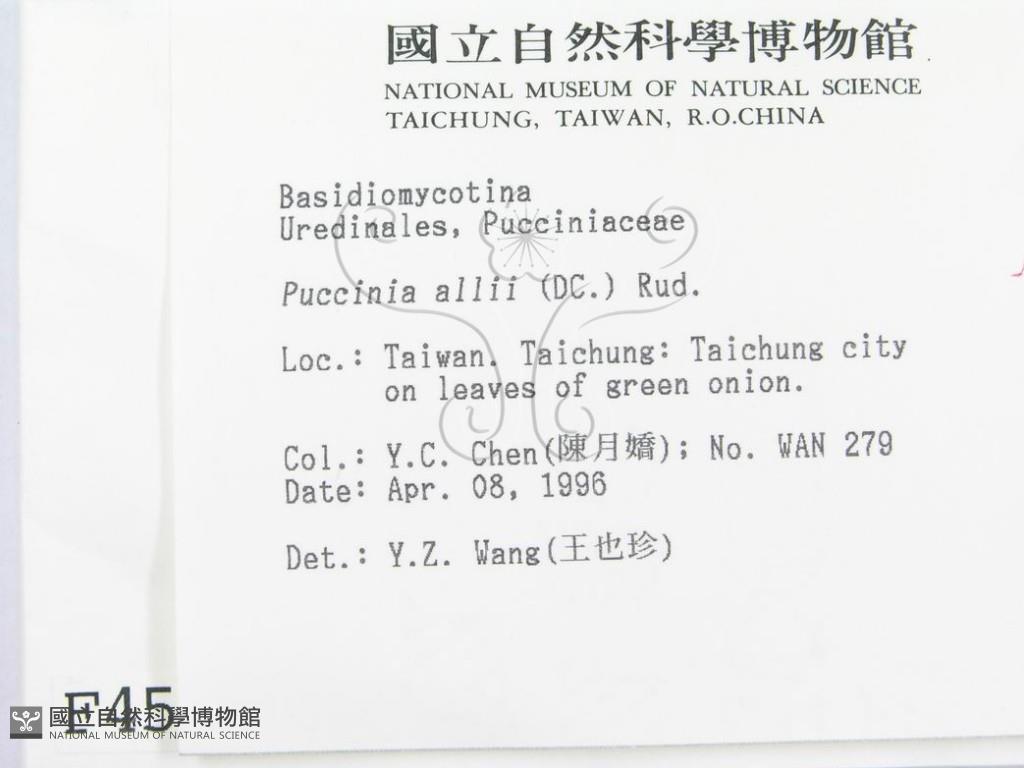 國立自然科學博物館
NATIONAL MUSEUM OF NATURAL SCIENCE
TAICHUNG, TAIWAN, R.O.CHINA
Basidiomycotina
Uredinales, Pucciniaceae
Puccinia allii (DC.) Rud.
Loc.: Taiwan. Taichung: Taichung city
on leaves of green onion.
Col.: Y.C. Chen(陳月嬌); No. WAN 279
Date: Apr. 08, 1996
Det.: Y.Z. Wang(王也珍)
F45
國立自然科學博物館
NATIONAL MUSEUM OF NATURAL SCIENCE